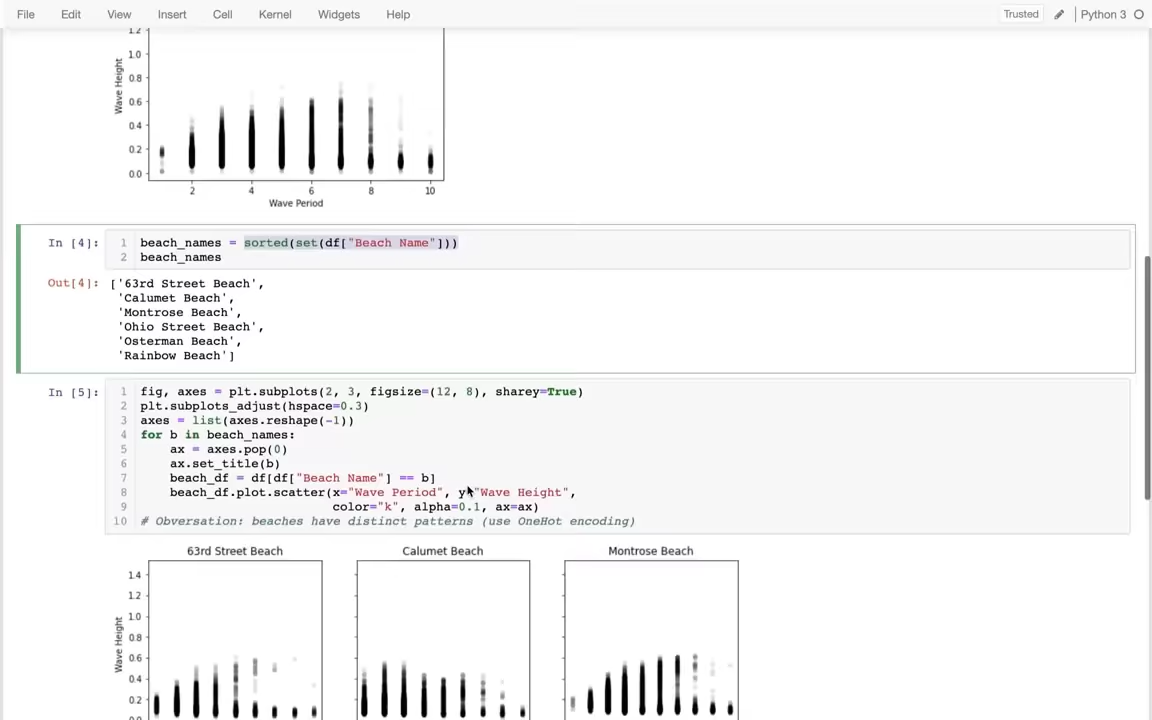 File Edit View Insert Cell Kernel Widgets Help Trusted Python 3
1.2
1.0
0.8
0.6
0.4
0.2
0.0
Wave Height
2 4 6 8 10
Wave Period
In [4]: 1 beach_names = sorted(set(df["Beach Name"]))
2 beach_names
Out[4]: ['63rd Street Beach',
'Calumet Beach',
'Montrose Beach',
'Ohio Street Beach',
'Osterman Beach',
'Rainbow Beach']
In [5]: 1 fig, axes = plt.subplots(2, 3, figsize=(12, 8), sharey=True)
2 plt.subplots_adjust(hspace=0.3)
3 axes = list(axes.reshape(-1))
4 for b in beach_names:
5 ax = axes.pop(0)
6 ax.set_title(b)
7 beach_df = df[df["Beach Name"] == b]
8 beach_df.plot.scatter(x="Wave Period", y="Wave Height",
9 color="k", alpha=0.1, ax=ax)
10 # Obversation: beaches have distinct patterns (use OneHot encoding)
63rd Street Beach Calumet Beach Montrose Beach
1.4
1.2
1.0
0.8
0.6
0.4
0.2
Wave Height